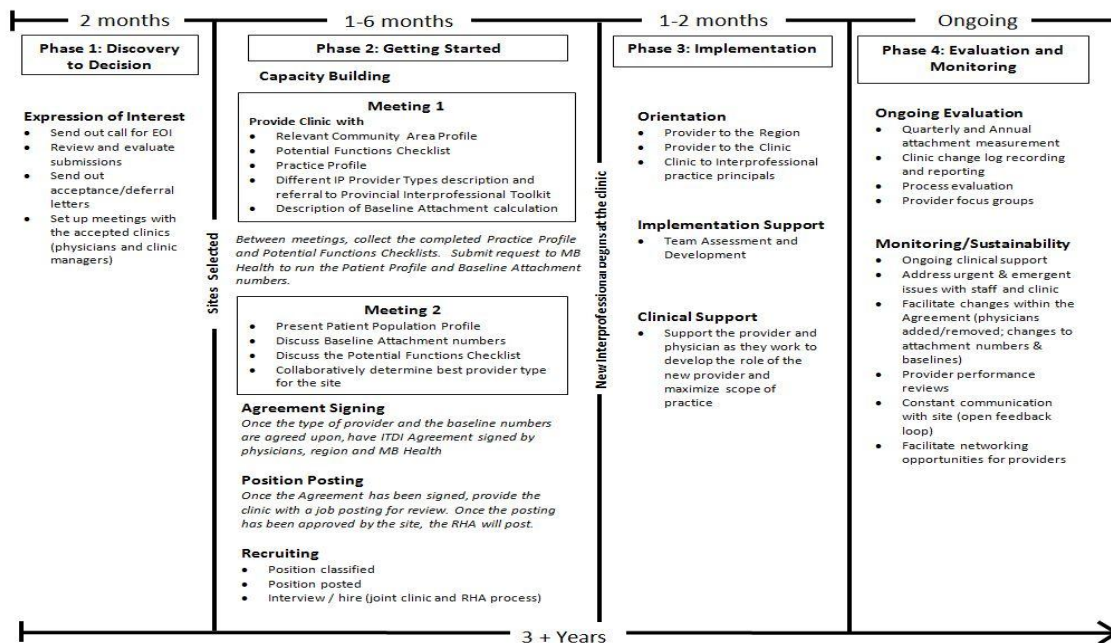 2 months
1-6 months
1-2 months
Ongoing
Phase 1: Discovery
to Decision
Expression of Interest
• Send out call for EOI
• Review and evaluate
submissions
• Send out
acceptance/deferral
letters
• Set up meetings with
the accepted clinics
(physicians and clinic
managers)
Sites Selected
Phase 2: Getting Started
Capacity Building
Meeting 1
Provide Clinic with
• Relevant Community Area Profile
• Potential Functions Checklist
• Practice Profile
• Different IP Provider Types description and
referral to Provincial Interprofessional Toolkit
• Description of Baseline Attachment calculation
Between meetings, collect the completed Practice Profile
and Potential Functions Checklists. Submit request to MB
Health to run the Patient Profile and Baseline Attachment
numbers.
Meeting 2
• Present Patient Population Profile
• Discuss Baseline Attachment numbers
• Discuss the Potential Functions Checklist
• Collaboratively determine best provider type
for the site
Agreement Signing
Once the type of provider and the baseline numbers
are agreed upon, have ITDI Agreement signed by
physicians, region and MB Health
Position Posting
Once the Agreement has been signed, provide the
clinic with a job posting for review. Once the posting
has been approved by the site, the RHA will post.
Recruiting
• Position classified
• Position posted
• Interview / hire (joint clinic and RHA process)
New Interprofessional begins at the clinic
Phase 3: Implementation
Orientation
• Provider to the Region
• Provider to the Clinic
• Clinic to Interprofessional
practice principals
Implementation Support
• Team Assessment and
Development
Clinical Support
• Support the provider and
physician as they work to
develop the role of the
new provider and
maximize scope of
practice
Phase 4: Evaluation and
Monitoring
Ongoing Evaluation
• Quarterly and Annual
attachment measurement
• Clinic change log recording
and reporting
• Process evaluation
• Provider focus groups
Monitoring/Sustainability
• Ongoing clinical support
• Address urgent & emergent
issues with staff and clinic
• Facilitate changes within the
Agreement (physicians
added/removed; changes to
attachment numbers &
baselines)
• Provider performance
reviews
• Constant communication
with site (open feedback
loop)
• Facilitate networking
opportunities for providers
3 + Years